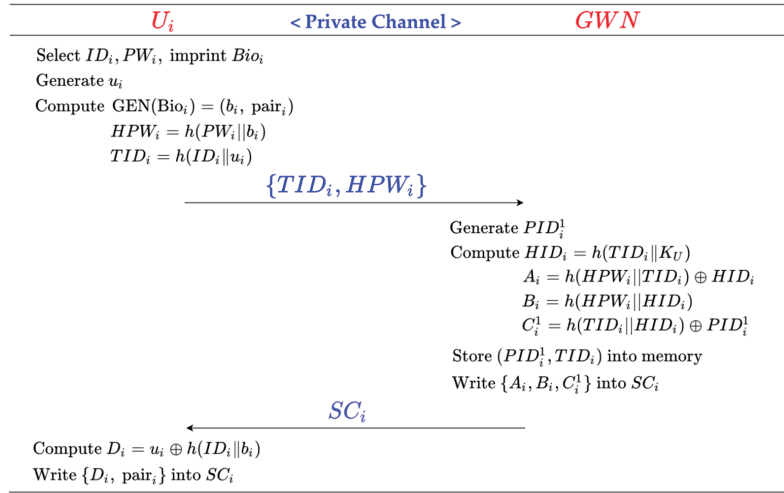 U_i < Private Channel > GWN
Select ID_i, PW_i, imprint Bio_i
Generate u_i
Compute GEN(Bio_i) = (b_i, pair_i)
HPW_i = h(PW_i||b_i)
TID_i = h(ID_i∥u_i)
{TID_i, HPW_i}
Generate PID_i^1
Compute HID_i = h(TID_i∥K_U)
A_i = h(HPW_i||TID_i) ⊕ HID_i
B_i = h(HPW_i||HID_i)
C_i^1 = h(TID_i||HID_i) ⊕ PID_i^1
Store (PID_i^1, TID_i) into memory
Write {A_i, B_i, C_i^1} into SC_i
SC_i
Compute D_i = u_i ⊕ h(ID_i∥b_i)
Write {D_i, pair_i} into SC_i